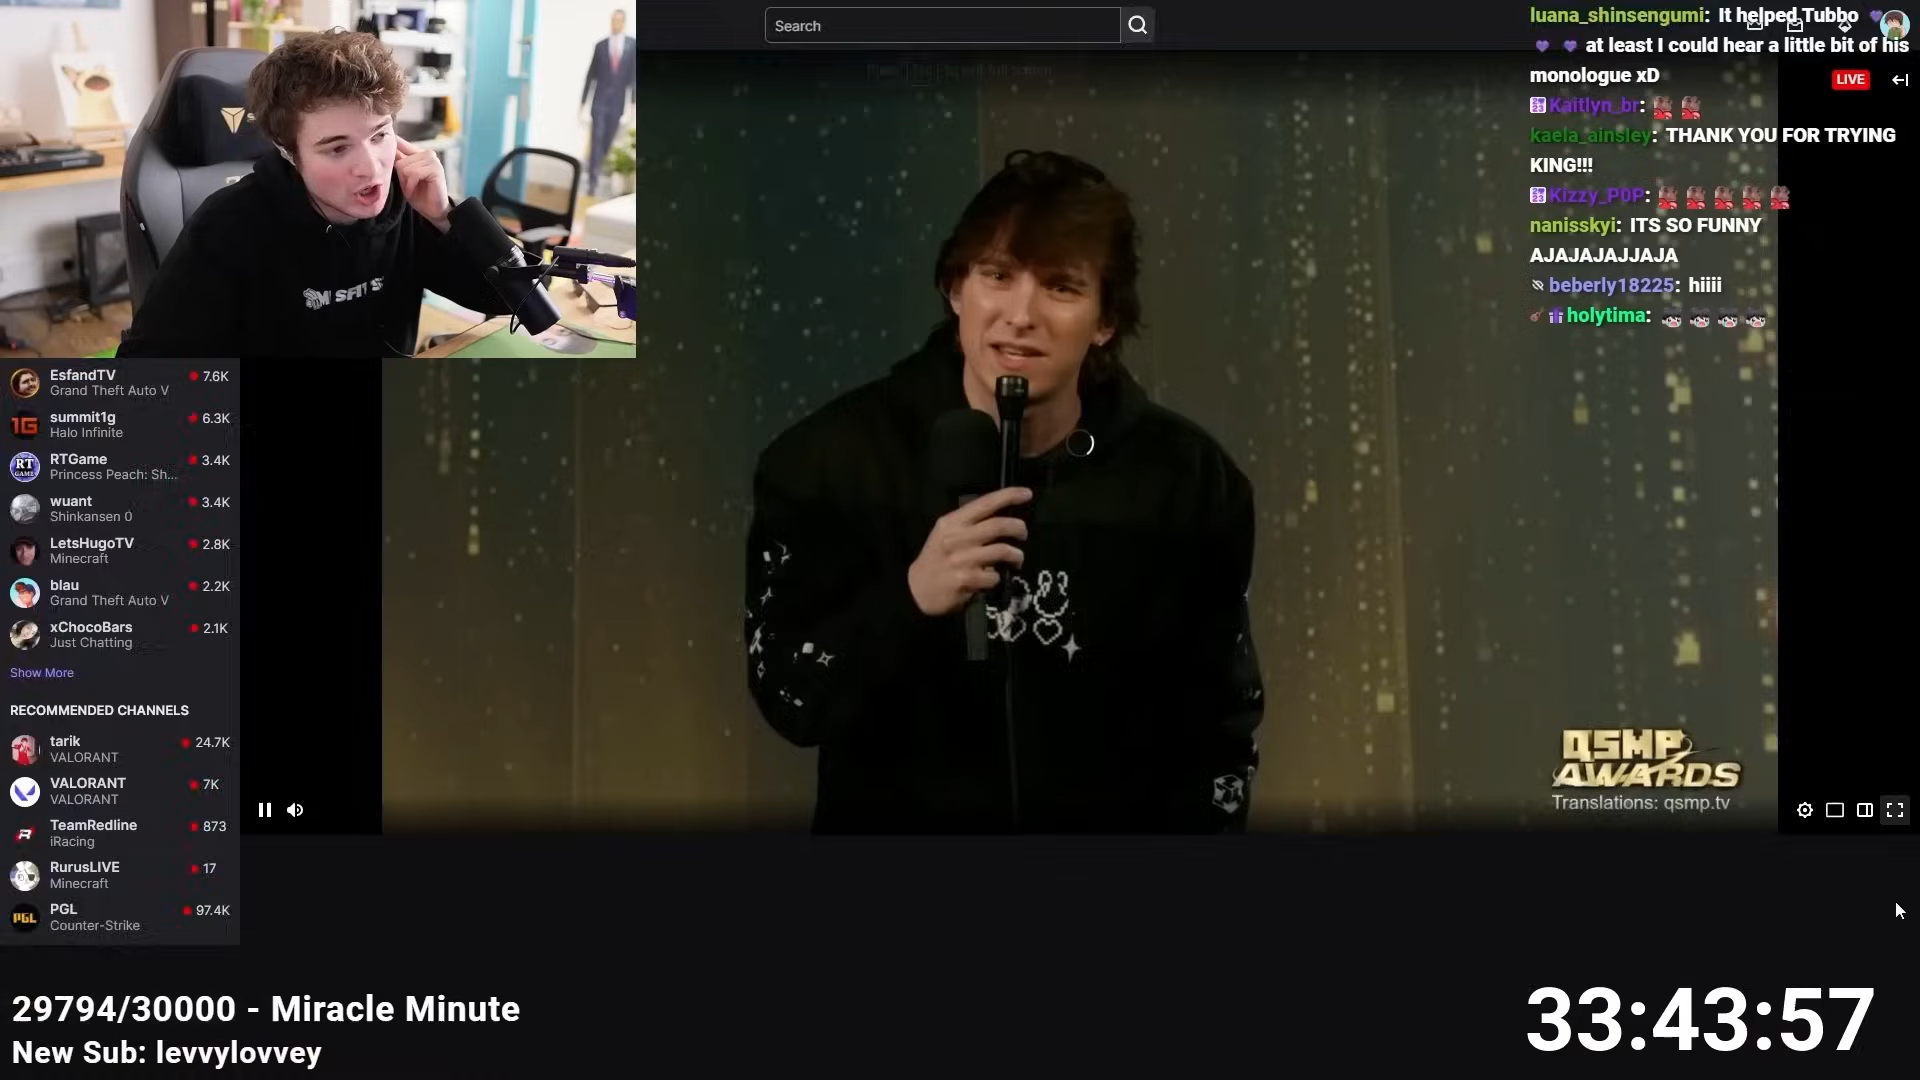 Search
luana_shinsengumi: It helped Tubbo
at least I could hear a little bit of his
monologue xD
Kaitlyn_br:
kaela_ainsley: THANK YOU FOR TRYING
KING!!!
Kizzy_P0P:
nanisskyi: ITS SO FUNNY
AJAJAJAJJAJA
beberly18225: hiiii
holytima:
LIVE
EsfandTV 7.6K
Grand Theft Auto V
summit1g 6.3K
Halo Infinite
RTGame 3.4K
Princess Peach: Sh...
wuant 3.4K
Shinkansen 0
LetsHugoTV 2.8K
Minecraft
blau 2.2K
Grand Theft Auto V
xChocoBars 2.1K
Just Chatting
Show More
RECOMMENDED CHANNELS
tarik 24.7K
VALORANT
VALORANT 7K
VALORANT
TeamRedline 873
iRacing
RurusLIVE 17
Minecraft
PGL 97.4K
Counter-Strike
QSMP
AWARDS
Translations: qsmp.tv
29794/30000 - Miracle Minute
New Sub: levvylovvey
33:43:57